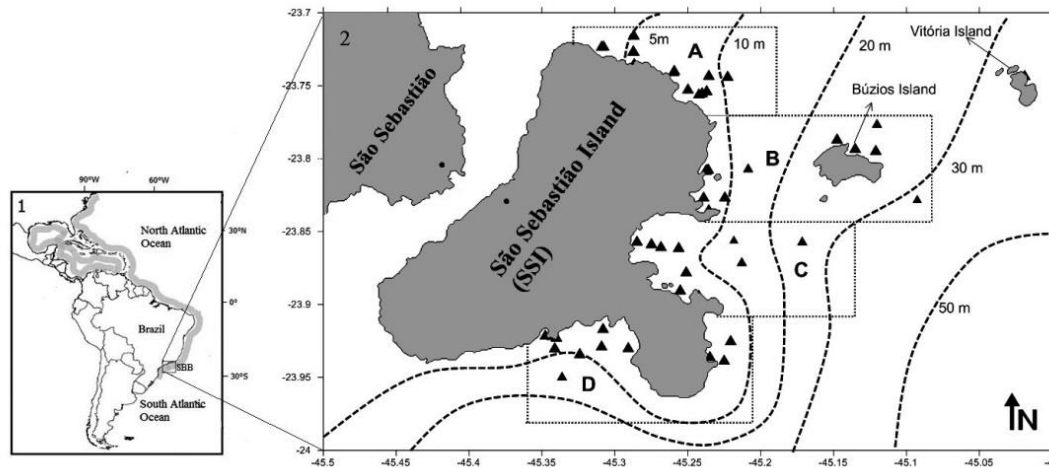 1
90°W
60°W
North Atlantic
Ocean
30°N
0°
Brazil
SBB
30°S
South Atlantic
Ocean
2
-23.7
-23.75
-23.8
-23.85
-23.9
-23.95
-24
-45.5
-45.45
-45.4
-45.35
-45.3
-45.25
-45.2
-45.15
-45.1
-45.05
São Sebastião
São Sebastião Island
(SSI)
5m
A
10 m
20 m
Vitória Island
Búzios Island
B
30 m
C
50 m
D
N